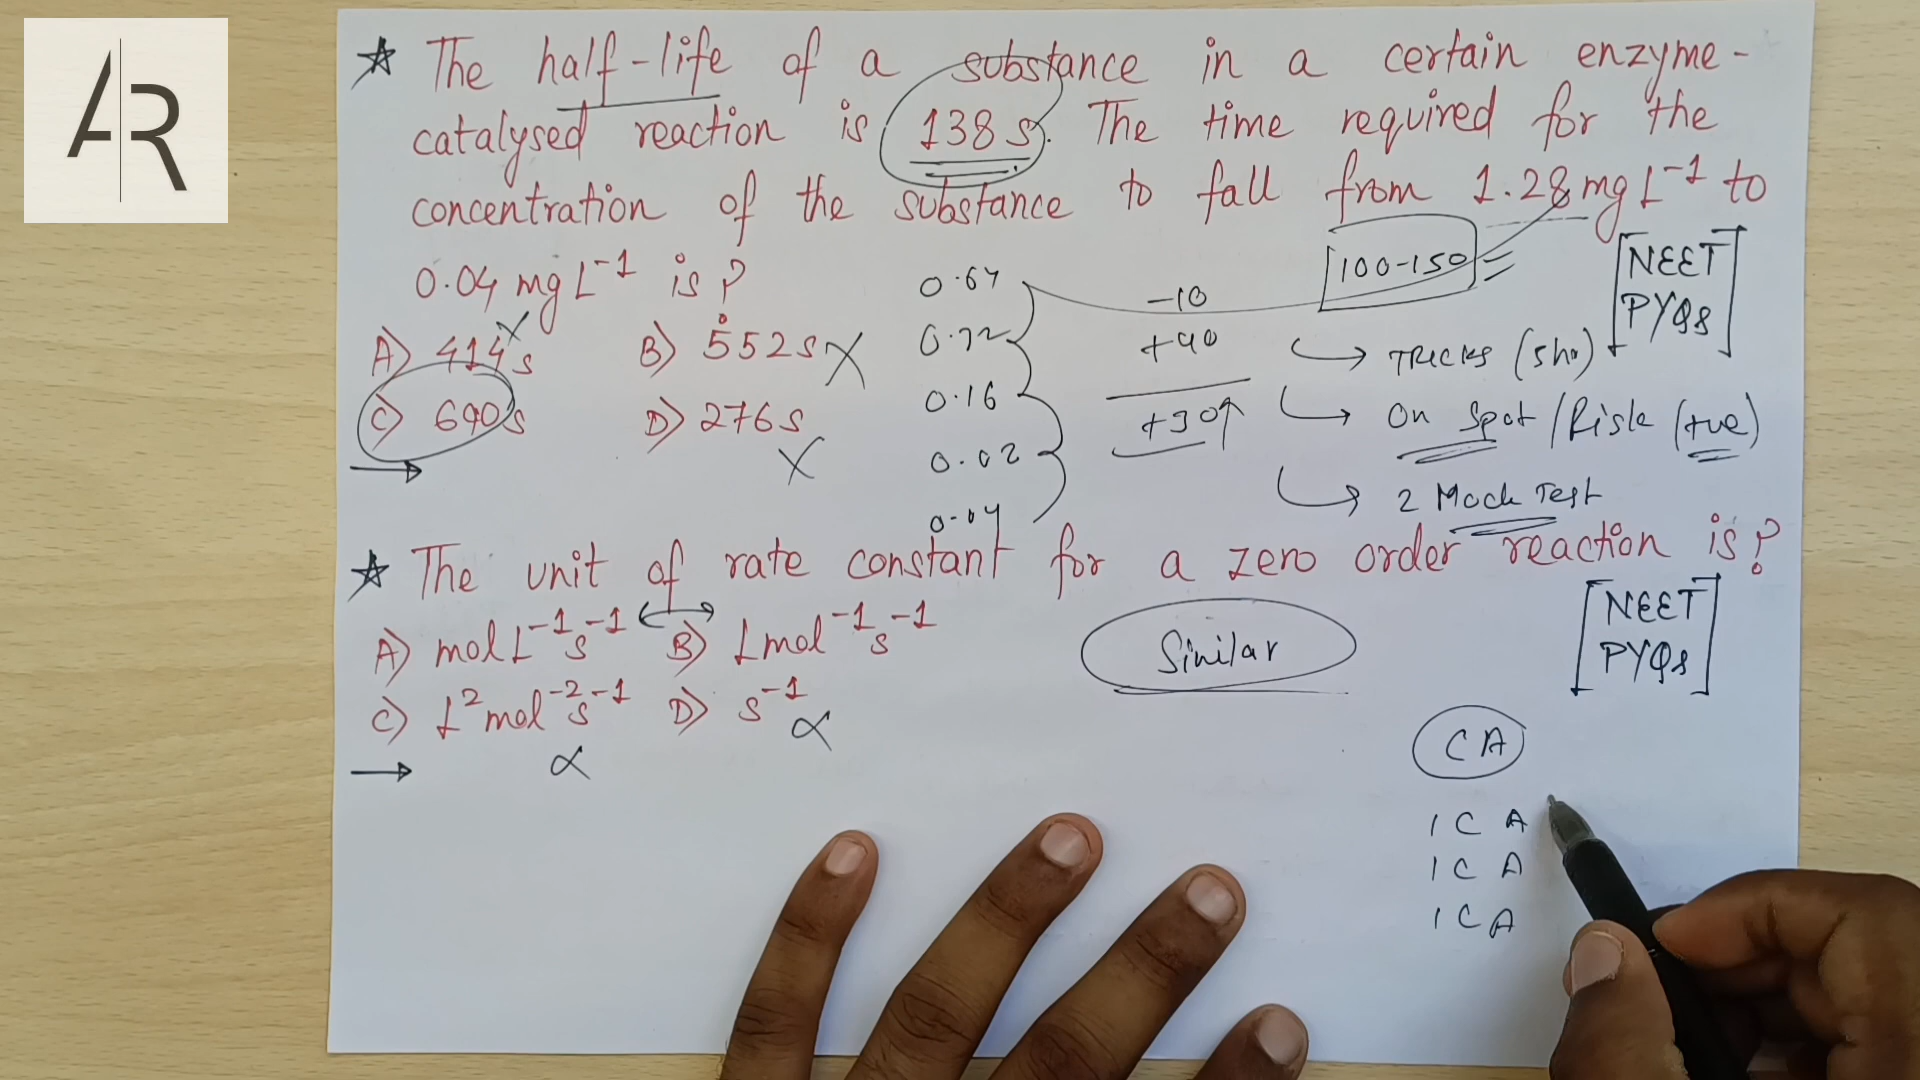 AR
★ The half-life of a substance in a certain enzyme-
catalysed reaction is 138 s. The time required for the
concentration of the substance to fall from 1.28 mg L⁻¹ to
0.04 mg L⁻¹ is?
A) 414 s B) 552 s
C) 690 s D) 276 s
0.64
0.32
0.16
0.02
0.04
-10
+40
+30↑
[100-150]
[NEET
PYQs]
→ TRICKS
→ On Spot / Risk (+ve)
→ 2 Mock Test
★ The unit of rate constant for a zero order reaction is?
A) mol L⁻¹ s⁻¹ B) L mol⁻¹ s⁻¹
C) L² mol⁻² s⁻¹ D) s⁻¹
Similar
[NEET
PYQs]
CA
1 C A
1 C A
1 C A